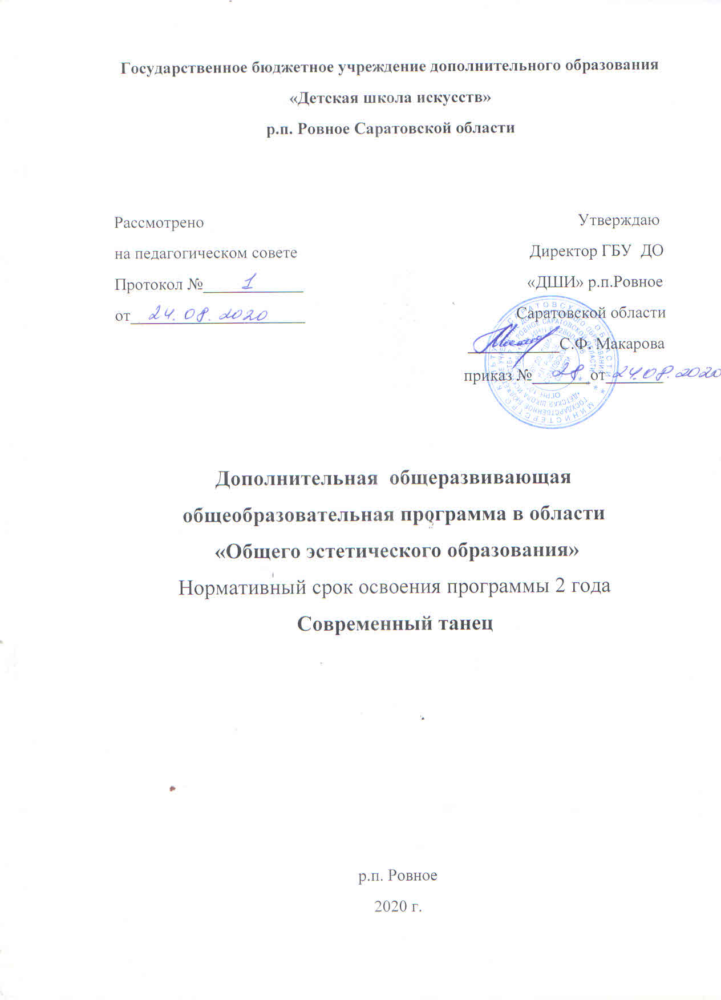 Государственное бюджетное учреждение дополнительного образования
«Детская школа искусств»
р.п. Ровное Саратовской области
Рассмотрено
на педагогическом совете
Протокол № 1
от 24.08.2020
Утверждаю
Директор ГБУ ДО
«ДШИ» р.п.Ровное
Саратовской области
С.Ф. Макарова
приказ № 28 от 24.08.2020
Дополнительная общеразвивающая
общеобразовательная программа в области
«Общего эстетического образования»
Нормативный срок освоения программы 2 года
Современный танец
р.п. Ровное
2020 г.